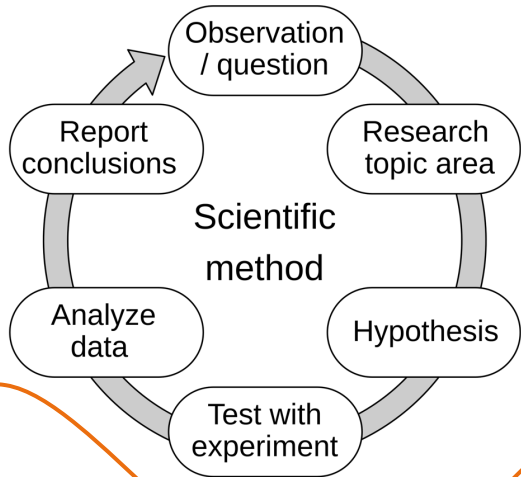 Observation
/ question
Research
topic area
Hypothesis
Test with
experiment
Analyze
data
Report
conclusions
Scientific
method